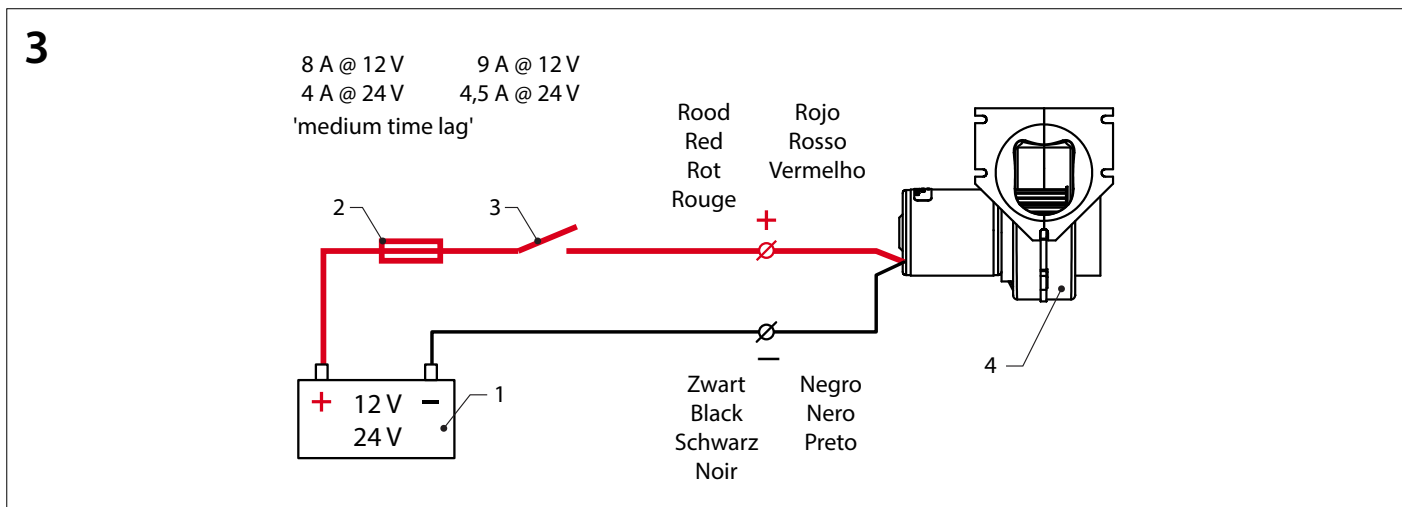 3
8 A @ 12 V 9 A @ 12 V
4 A @ 24 V 4,5 A @ 24 V
'medium time lag'
Rood Rojo
Red Rosso
Rot Vermelho
Rouge
2
3
+
4
1
+ 12 V −
24 V
−
Zwart Negro
Black Nero
Schwarz Preto
Noir